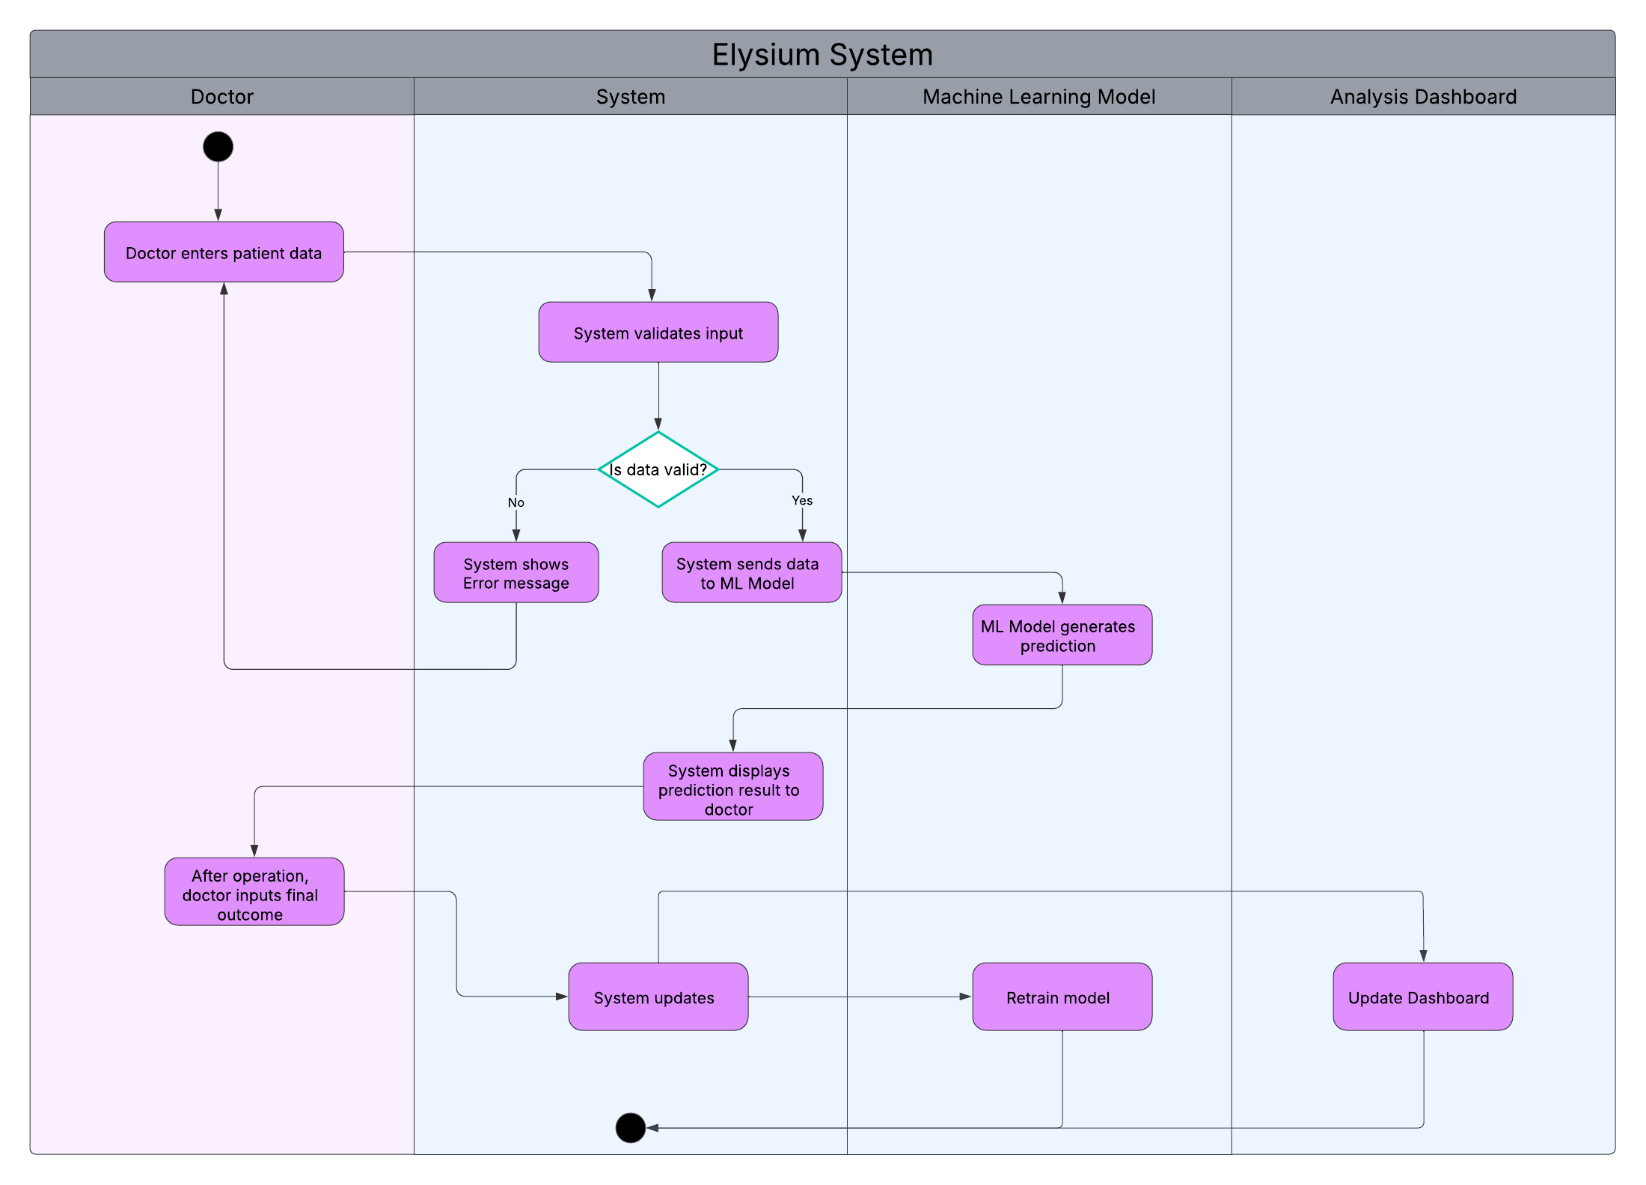 Elysium System
Doctor
System
Machine Learning Model
Analysis Dashboard
Doctor enters patient data
System validates input
Is data valid?
No
Yes
System shows
Error message
System sends data
to ML Model
ML Model generates
prediction
System displays
prediction result to
doctor
After operation,
doctor inputs final
outcome
System updates
Retrain model
Update Dashboard